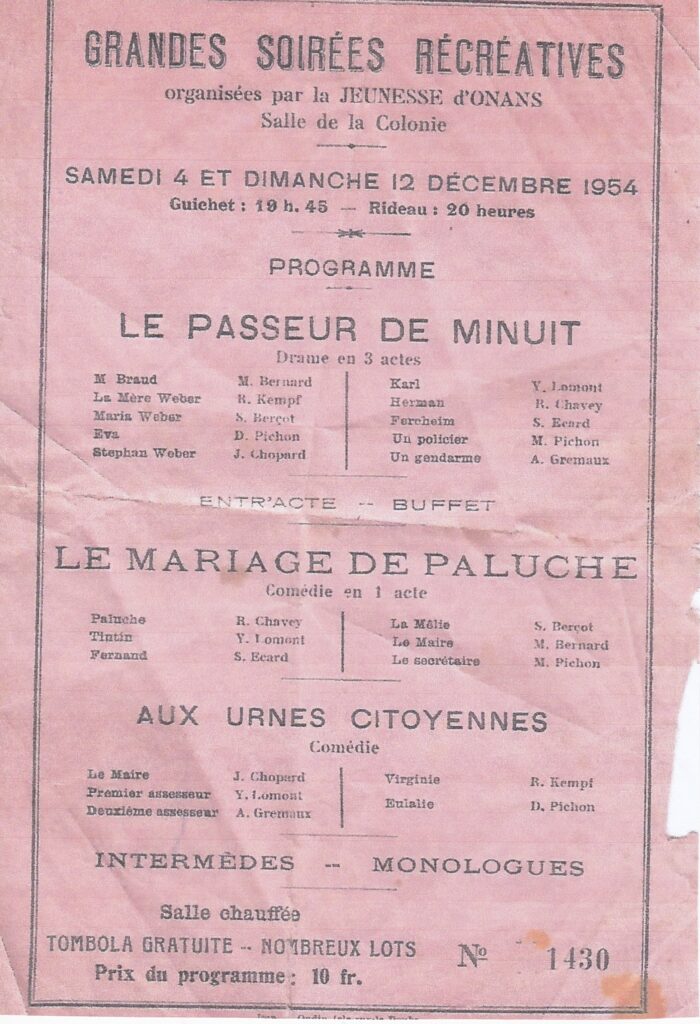 GRANDES SOIRÉES RÉCRÉATIVES
organisées par la JEUNESSE d'ONANS
Salle de la Colonie
SAMEDI 4 ET DIMANCHE 12 DÉCEMBRE 1954
Guichet : 19 h. 45 — Rideau : 20 heures
PROGRAMME
LE PASSEUR DE MINUIT
Drame en 3 actes
M Braud M. Bernard
La Mère Weber R. Kempf
Maria Weber S. Berçot
Eva D. Pichon
Stephan Weber J. Chopard
Karl Y. Lomont
Herman R. Chavey
Fercheim S. Ecard
Un policier M. Pichon
Un gendarme A. Gremaux
ENTR'ACTE -- BUFFET
LE MARIAGE DE PALUCHE
Comédie en 1 acte
Paluche R. Chavey
Tintin Y. Lomont
Fernand S. Ecard
La Mélie S. Berçot
Le Maire M. Bernard
Le secrétaire M. Pichon
AUX URNES CITOYENNES
Comédie
Le Maire J. Chopard
Premier assesseur Y. Lomont
Deuxième assesseur A. Gremaux
Virginie R. Kempf
Eulalie D. Pichon
INTERMÈDES -- MONOLOGUES
Salle chauffée
TOMBOLA GRATUITE -- NOMBREUX LOTS
Prix du programme : 10 fr.
Nº 1430